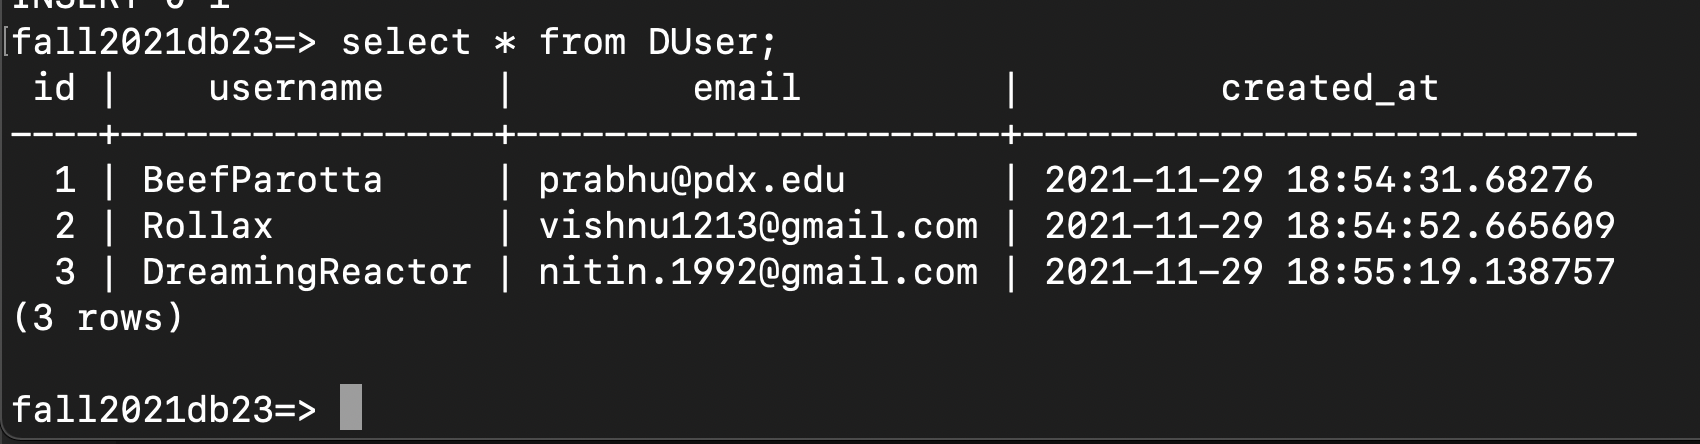 INSERT 0 1
fall2021db23=> select * from DUser;
 id |    username     |        email         |         created_at
----+-----------------+----------------------+----------------------------
  1 | BeefParotta     | prabhu@pdx.edu       | 2021-11-29 18:54:31.68276
  2 | Rollax          | vishnu1213@gmail.com | 2021-11-29 18:54:52.665609
  3 | DreamingReactor | nitin.1992@gmail.com | 2021-11-29 18:55:19.138757
(3 rows)
fall2021db23=>